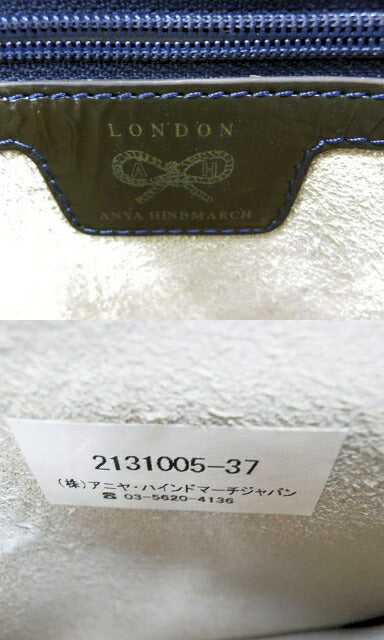 LONDON
A H
ANYA HINDMARCH
2131005-37
(株)アニヤ・ハインドマーチジャパン
☎ 03-5620-4136